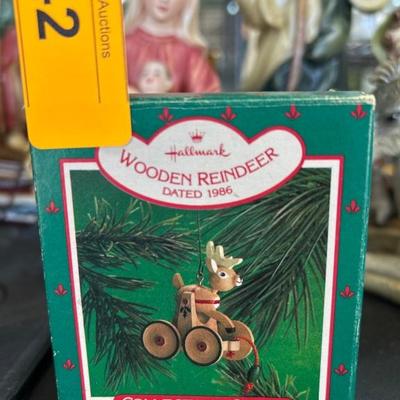 Auctions
2
Hallmark
WOODEN REINDEER
DATED 1986